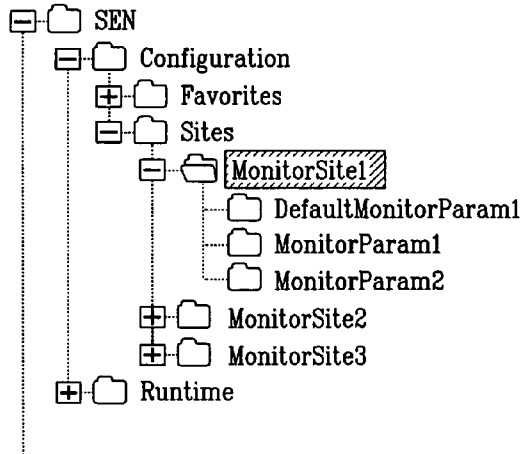 SEN
Configuration
Favorites
Sites
MonitorSite1
DefaultMonitorParam1
MonitorParam1
MonitorParam2
MonitorSite2
MonitorSite3
Runtime